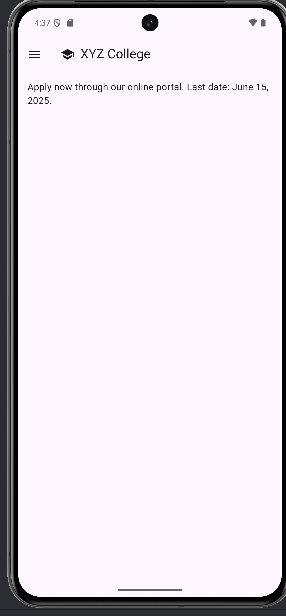 4:37
XYZ College
Apply now through our online portal. Last date: June 15,
2025.